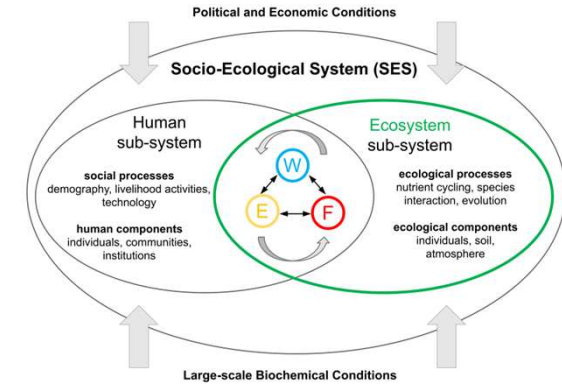 Political and Economic Conditions
Socio-Ecological System (SES)
Human
sub-system
social processes
demography, livelihood activities,
technology
human components
individuals, communities,
institutions
W
E
F
Ecosystem
sub-system
ecological processes
nutrient cycling, species
interaction, evolution
ecological components
individuals, soil,
atmosphere
Large-scale Biochemical Conditions